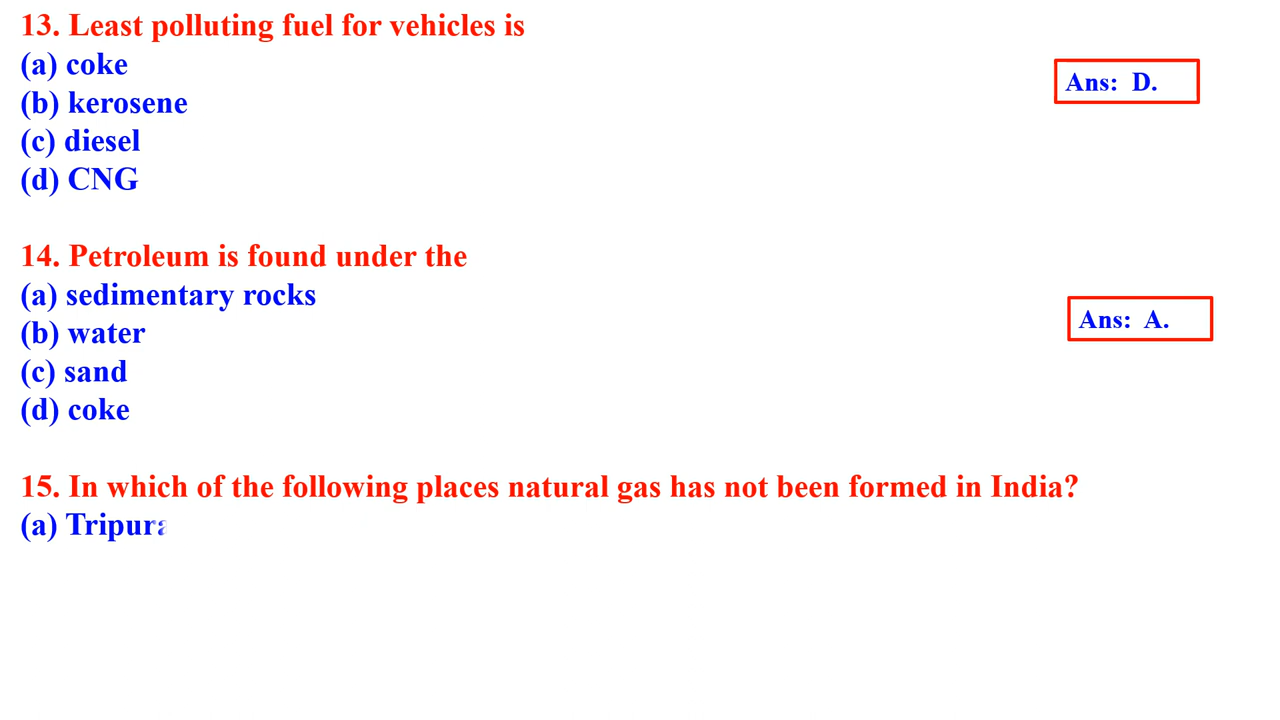 13. Least polluting fuel for vehicles is
(a) coke
Ans: D.
(b) kerosene
(c) diesel
(d) CNG
14. Petroleum is found under the
(a) sedimentary rocks
Ans: A.
(b) water
(c) sand
(d) coke
15. In which of the following places natural gas has not been formed in India?
(a) Tripura